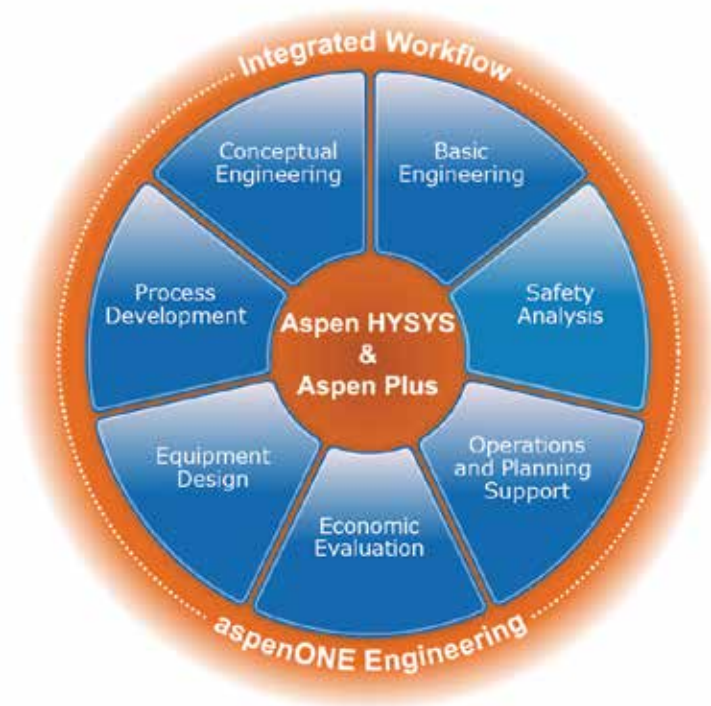 Integrated Workflow
Conceptual
Engineering
Basic
Engineering
Process
Development
Safety
Analysis
Aspen HYSYS
&
Aspen Plus
Equipment
Design
Operations
and Planning
Support
Economic
Evaluation
aspenONE Engineering